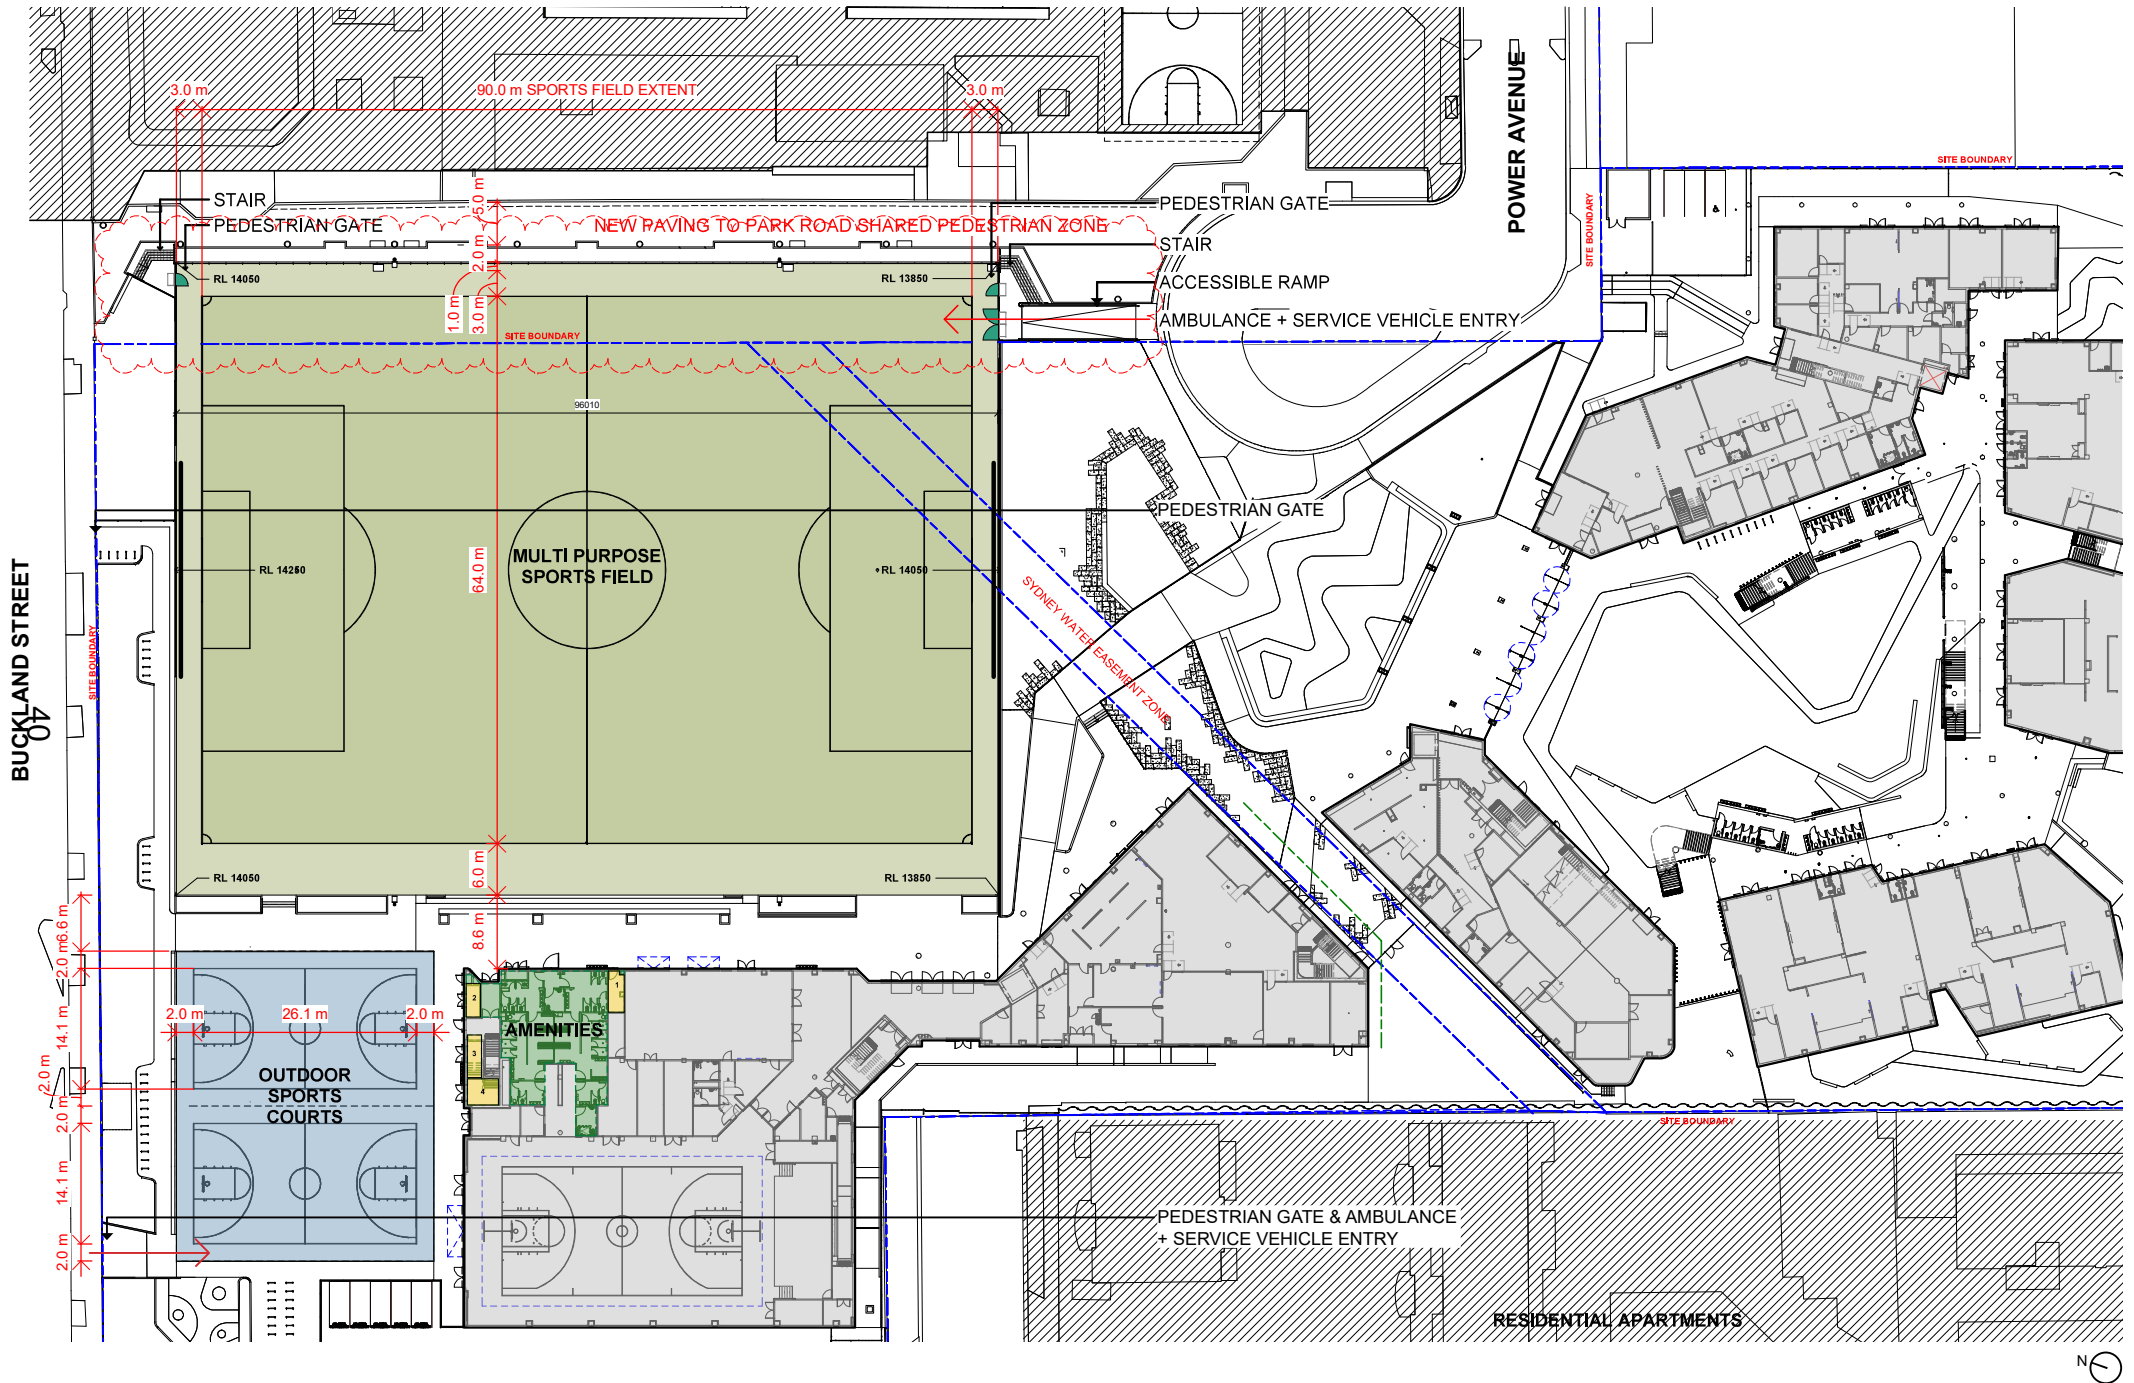 3.0 m
90.0 m SPORTS FIELD EXTENT
3.0 m
POWER AVENUE
SITE BOUNDARY
STAIR
PEDESTRIAN GATE
5.0 m
NEW PAVING TO PARK ROAD SHARED PEDESTRIAN ZONE
PEDESTRIAN GATE
STAIR
ACCESSIBLE RAMP
AMBULANCE + SERVICE VEHICLE ENTRY
SITE BOUNDARY
2.0 m
RL 14050
RL 13850
1.0 m
3.0 m
SITE BOUNDARY
96010
PEDESTRIAN GATE
MULTI PURPOSE
SPORTS FIELD
RL 14250
RL 14050
64.0 m
BUCKLAND STREET
40
SITE BOUNDARY
SYDNEY WATER EASEMENT ZONE
RL 14050
RL 13850
6.0 m
8.6 m
6.6 m
2.0 m
14.1 m
2.0 m
2.0 m
14.1 m
2.0 m
2.0 m
26.1 m
2.0 m
OUTDOOR
SPORTS
COURTS
AMENITIES
1
2
3
4
SITE BOUNDARY
PEDESTRIAN GATE & AMBULANCE
+ SERVICE VEHICLE ENTRY
RESIDENTIAL APARTMENTS
N